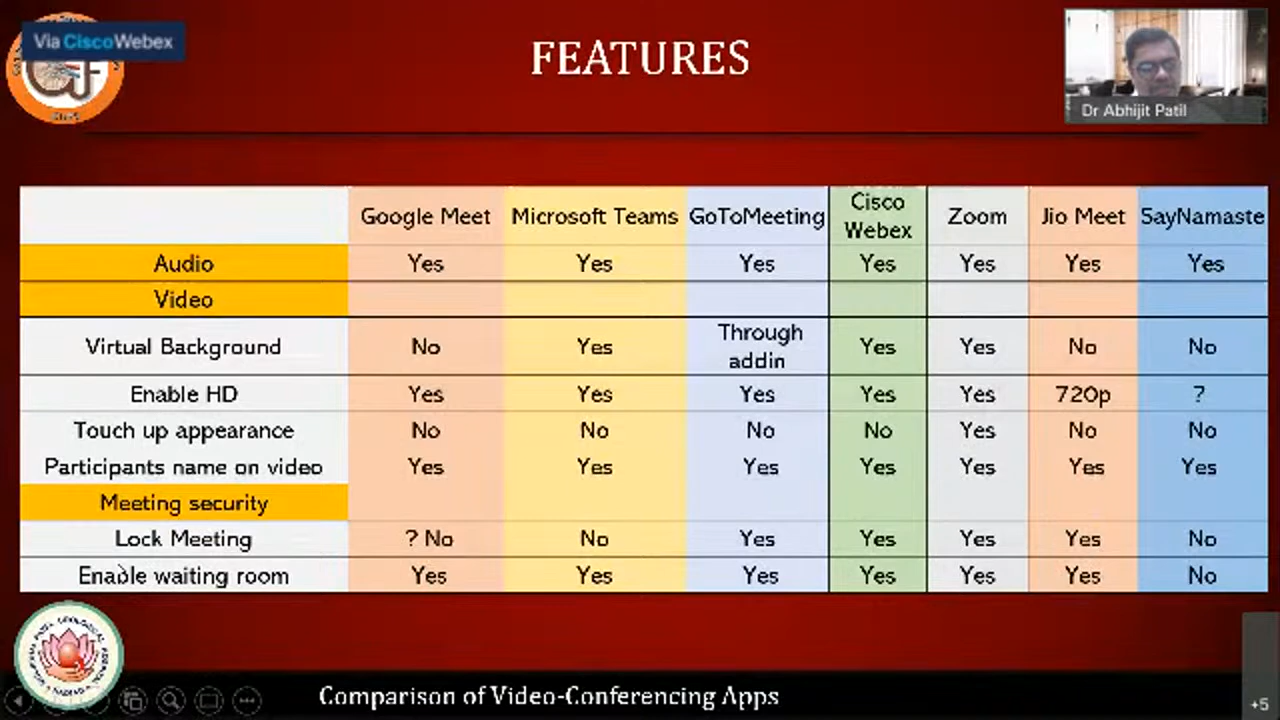 Via CiscoWebex
FEATURES
Dr Abhijit Patil
Google Meet Microsoft Teams GoToMeeting Cisco Webex Zoom Jio Meet SayNamaste
Audio Yes Yes Yes Yes Yes Yes Yes
Video
Virtual Background No Yes Through addin Yes Yes No No
Enable HD Yes Yes Yes Yes Yes 720p ?
Touch up appearance No No No No Yes No No
Participants name on video Yes Yes Yes Yes Yes Yes Yes
Meeting security
Lock Meeting ? No No Yes Yes Yes Yes No
Enable waiting room Yes Yes Yes Yes Yes Yes No
Comparison of Video-Conferencing Apps
+5